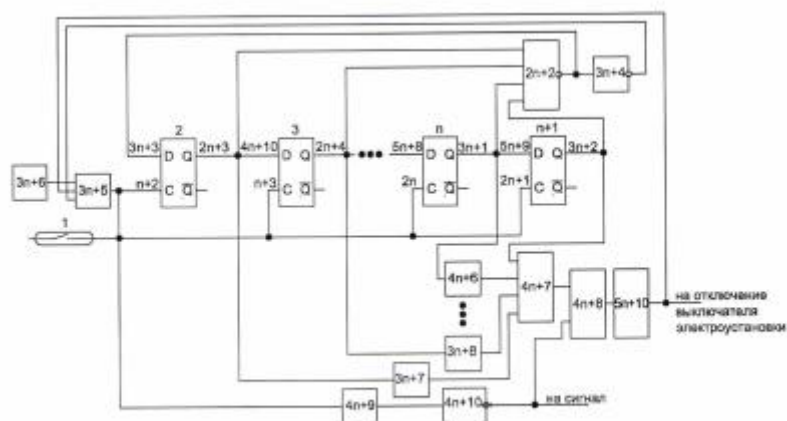 2n+2
3n+4
2
3
n
n+1
3n+3
D Q
2n+3
4n+10
D Q
2n+4
5n+8
D Q
3n+1
5n+9
D Q
3n+2
3n+6
3n+5
n+2
C Q̅
n+3
C Q̅
2n
C Q̅
2n+1
C Q̅
1
4n+6
4n+7
4n+8
5n+10
на отключение
выключателя
электроустановки
3n+8
3n+7
4n+9
4n+10
на сигнал